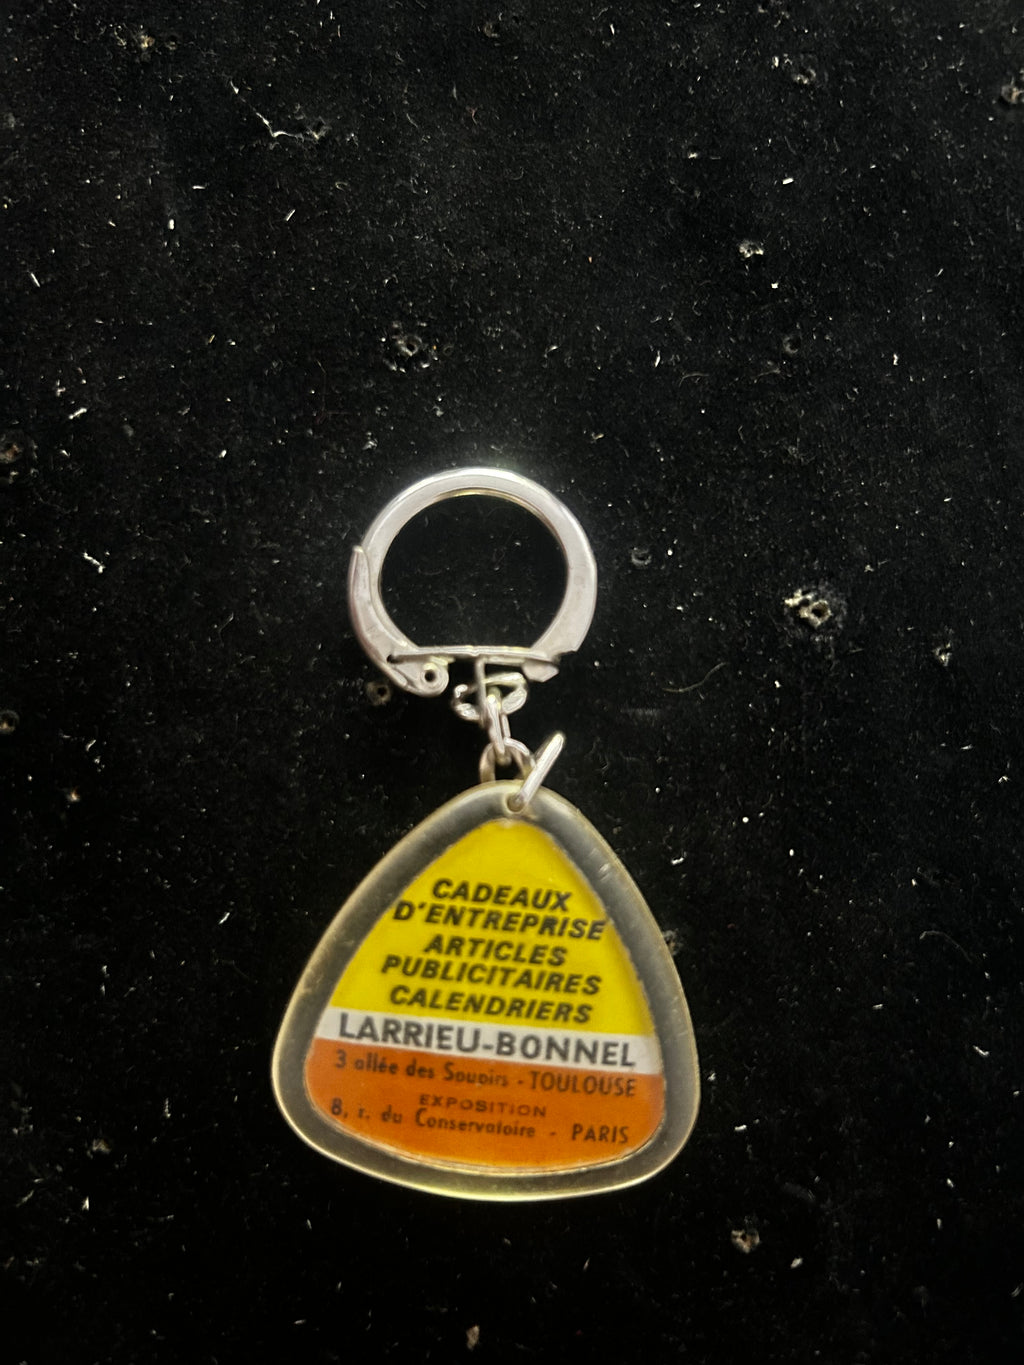 CADEAUX
D'ENTREPRISE
ARTICLES
PUBLICITAIRES
CALENDRIERS
LARRIEU-BONNEL
3 allée des Soupirs - TOULOUSE
EXPOSITION
8, r. du Conservatoire - PARIS